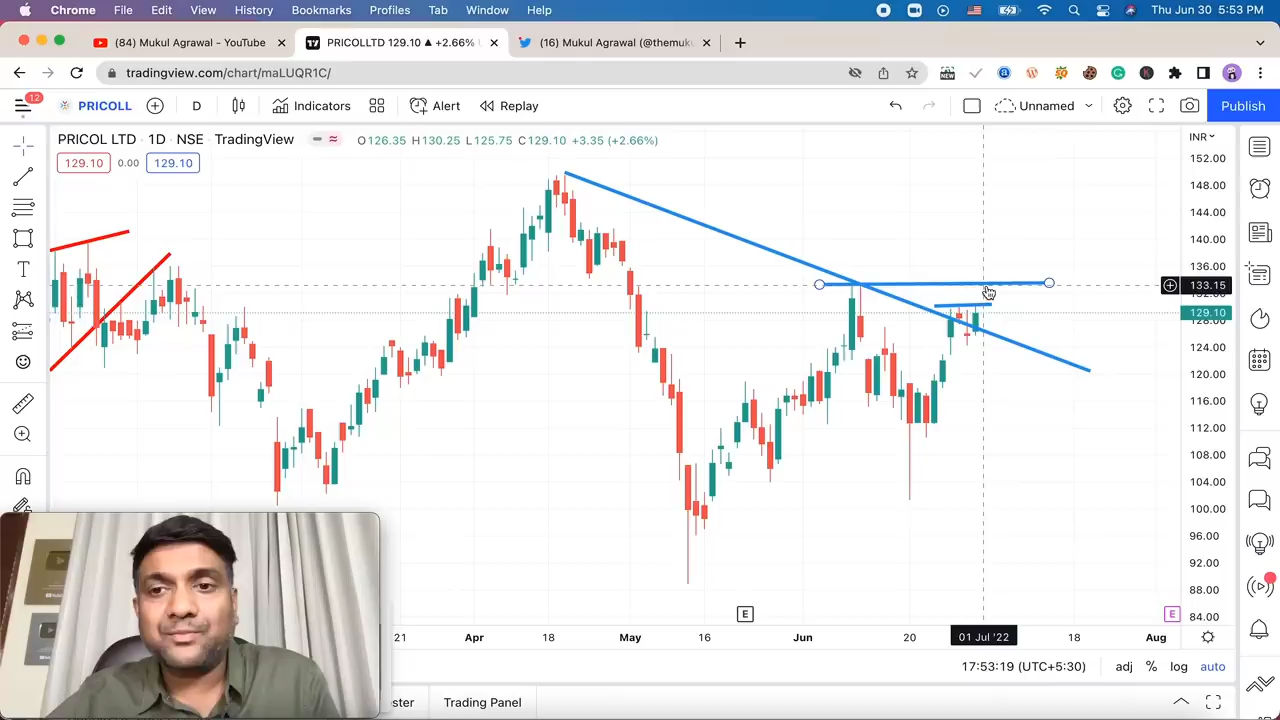 Chrome File Edit View History Bookmarks Profiles Tab Window Help Thu Jun 30 5:53 PM
(84) Mukul Agrawal - YouTube PRICOLLTD 129.10 ▲ +2.66% (16) Mukul Agrawal (@themuk
tradingview.com/chart/maLUQR1C/ NEW
12
PRICOLL D Indicators Alert Replay Unnamed Publish
PRICOL LTD · 1D · NSE · TradingView O126.35 H130.25 L125.75 C129.10 +3.35 (+2.66%) INR
129.10 0.00 129.10
152.00
148.00
144.00
140.00
136.00
133.15
129.10
128.00
124.00
120.00
116.00
112.00
108.00
104.00
100.00
96.00
92.00
88.00
84.00
E E
21 Apr 18 May 16 Jun 20 01 Jul '22 18 Aug
17:53:19 (UTC+5:30) adj % log auto
ster Trading Panel